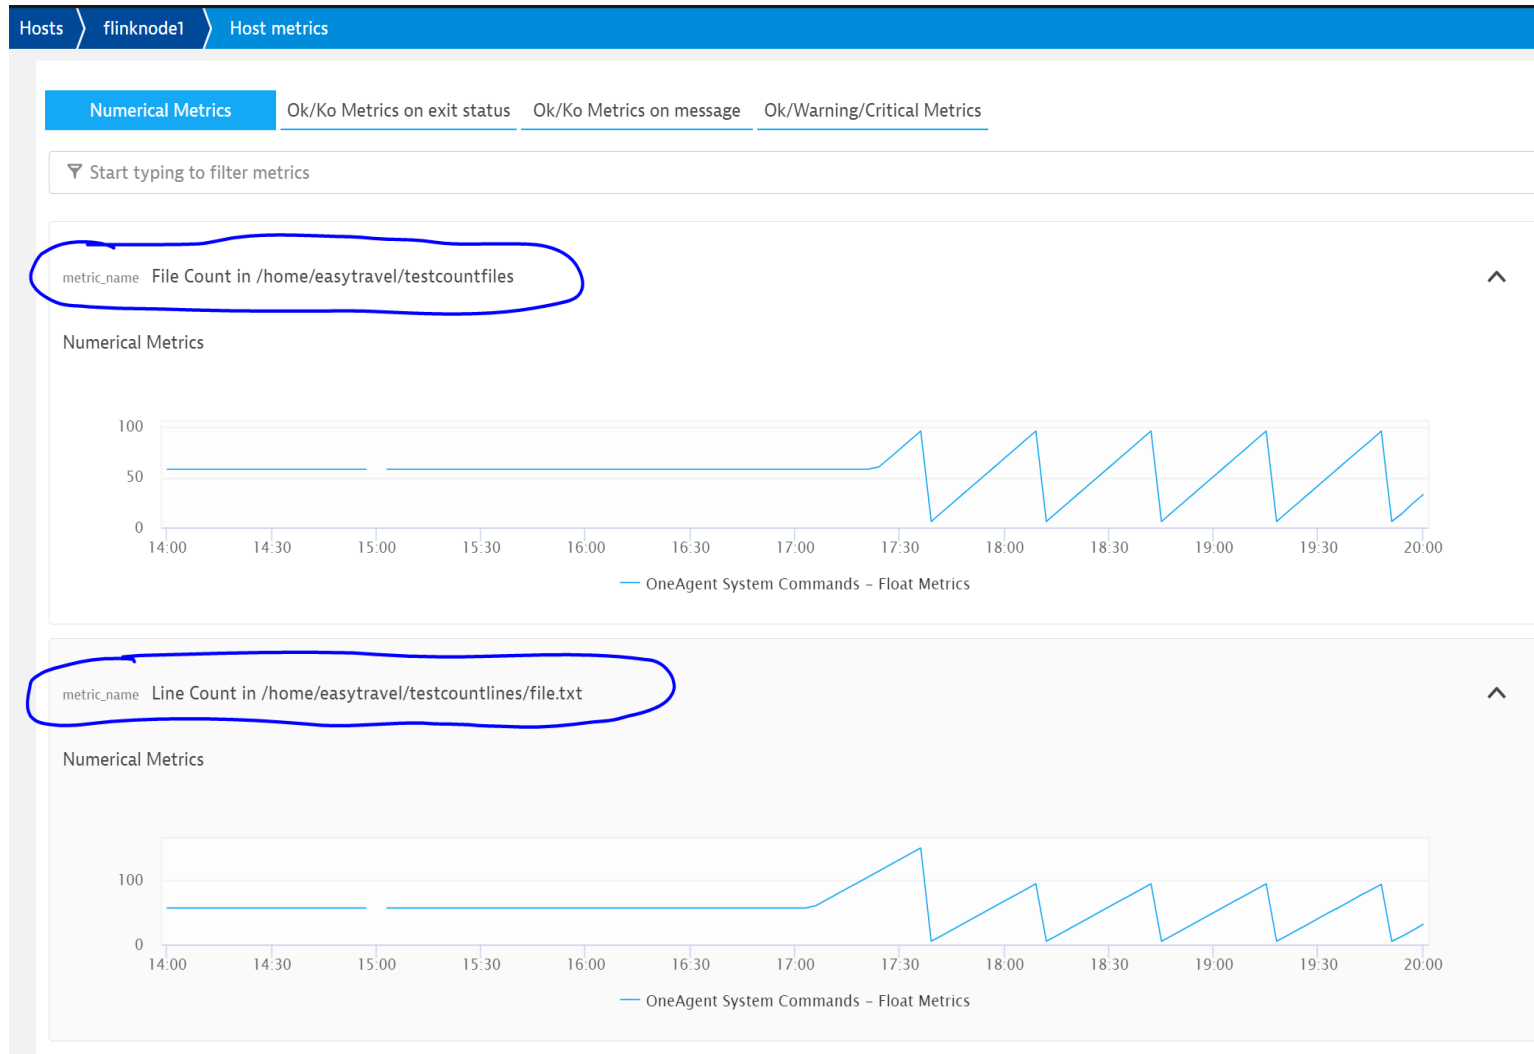 Hosts flinknode1 Host metrics
Numerical Metrics Ok/Ko Metrics on exit status Ok/Ko Metrics on message Ok/Warning/Critical Metrics
Start typing to filter metrics
metric_name File Count in /home/easytravel/testcountfiles
Numerical Metrics
100
50
0
14:00 14:30 15:00 15:30 16:00 16:30 17:00 17:30 18:00 18:30 19:00 19:30 20:00
OneAgent System Commands – Float Metrics
metric_name Line Count in /home/easytravel/testcountlines/file.txt
Numerical Metrics
100
0
14:00 14:30 15:00 15:30 16:00 16:30 17:00 17:30 18:00 18:30 19:00 19:30 20:00
OneAgent System Commands – Float Metrics